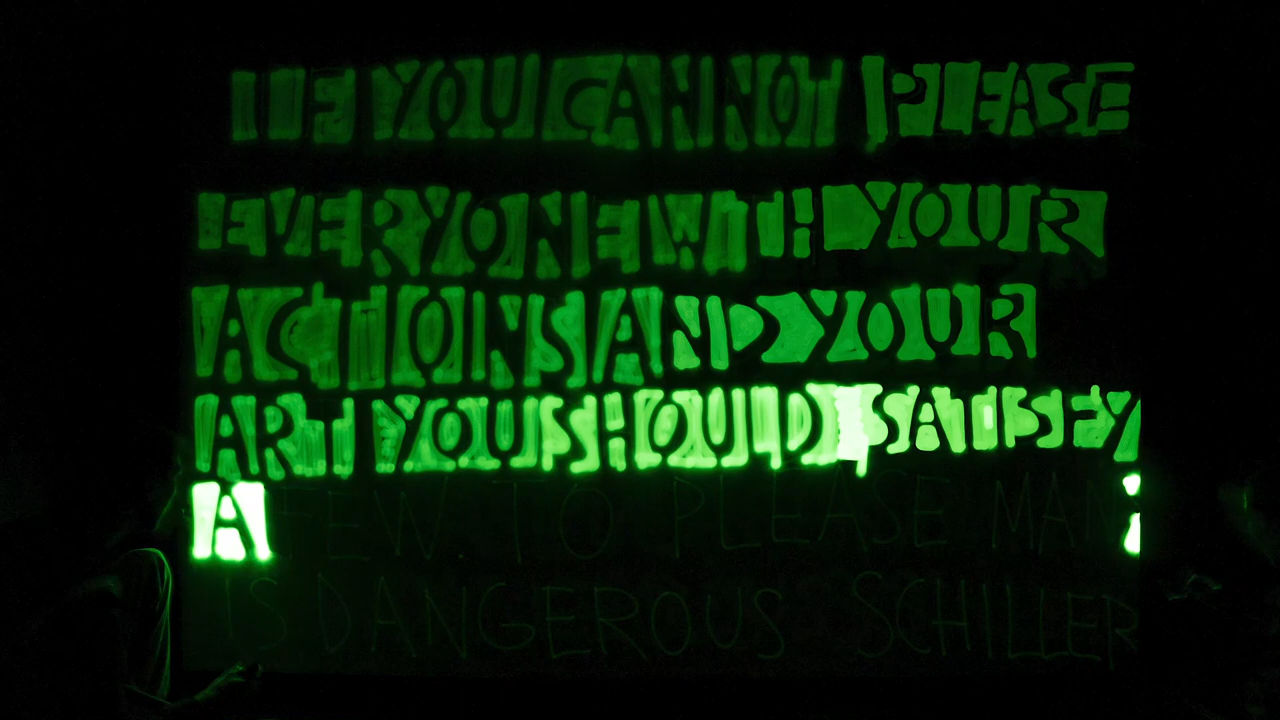 IF YOU CANNOT PLEASE
EVERYONE WITH YOUR
ACTIONS AND YOUR
ART YOU SHOULD SATISFY
A FEW TO PLEASE MANY
IS DANGEROUS SCHILLER